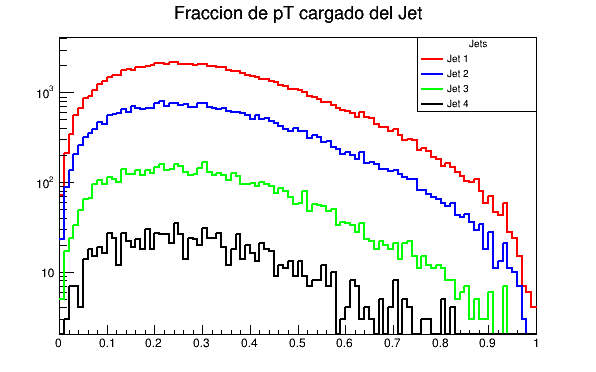 Fraccion de pT cargado del Jet
Jets
Jet 1
Jet 2
Jet 3
Jet 4
10³
10²
10
0 0.1 0.2 0.3 0.4 0.5 0.6 0.7 0.8 0.9 1